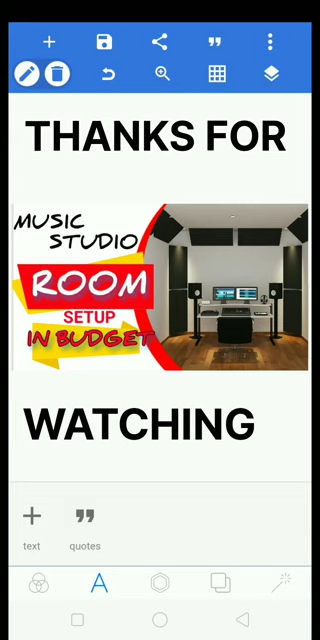 THANKS FOR
MUSIC
STUDIO
ROOM
SETUP
IN BUDGET
WATCHING
text
quotes